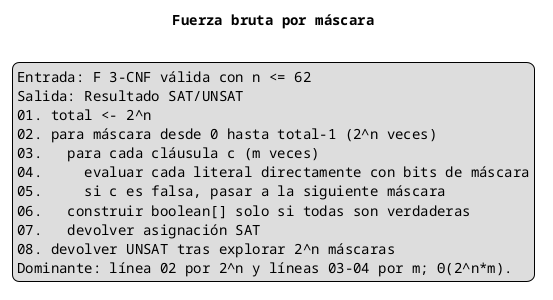 Fuerza bruta por máscara
Entrada: F 3-CNF válida con n <= 62
Salida: Resultado SAT/UNSAT
01. total <- 2^n
02. para máscara desde 0 hasta total-1 (2^n veces)
03.   para cada cláusula c (m veces)
04.     evaluar cada literal directamente con bits de máscara
05.     si c es falsa, pasar a la siguiente máscara
06.   construir boolean[] solo si todas son verdaderas
07.   devolver asignación SAT
08. devolver UNSAT tras explorar 2^n máscaras
Dominante: línea 02 por 2^n y líneas 03-04 por m; Θ(2^n*m).